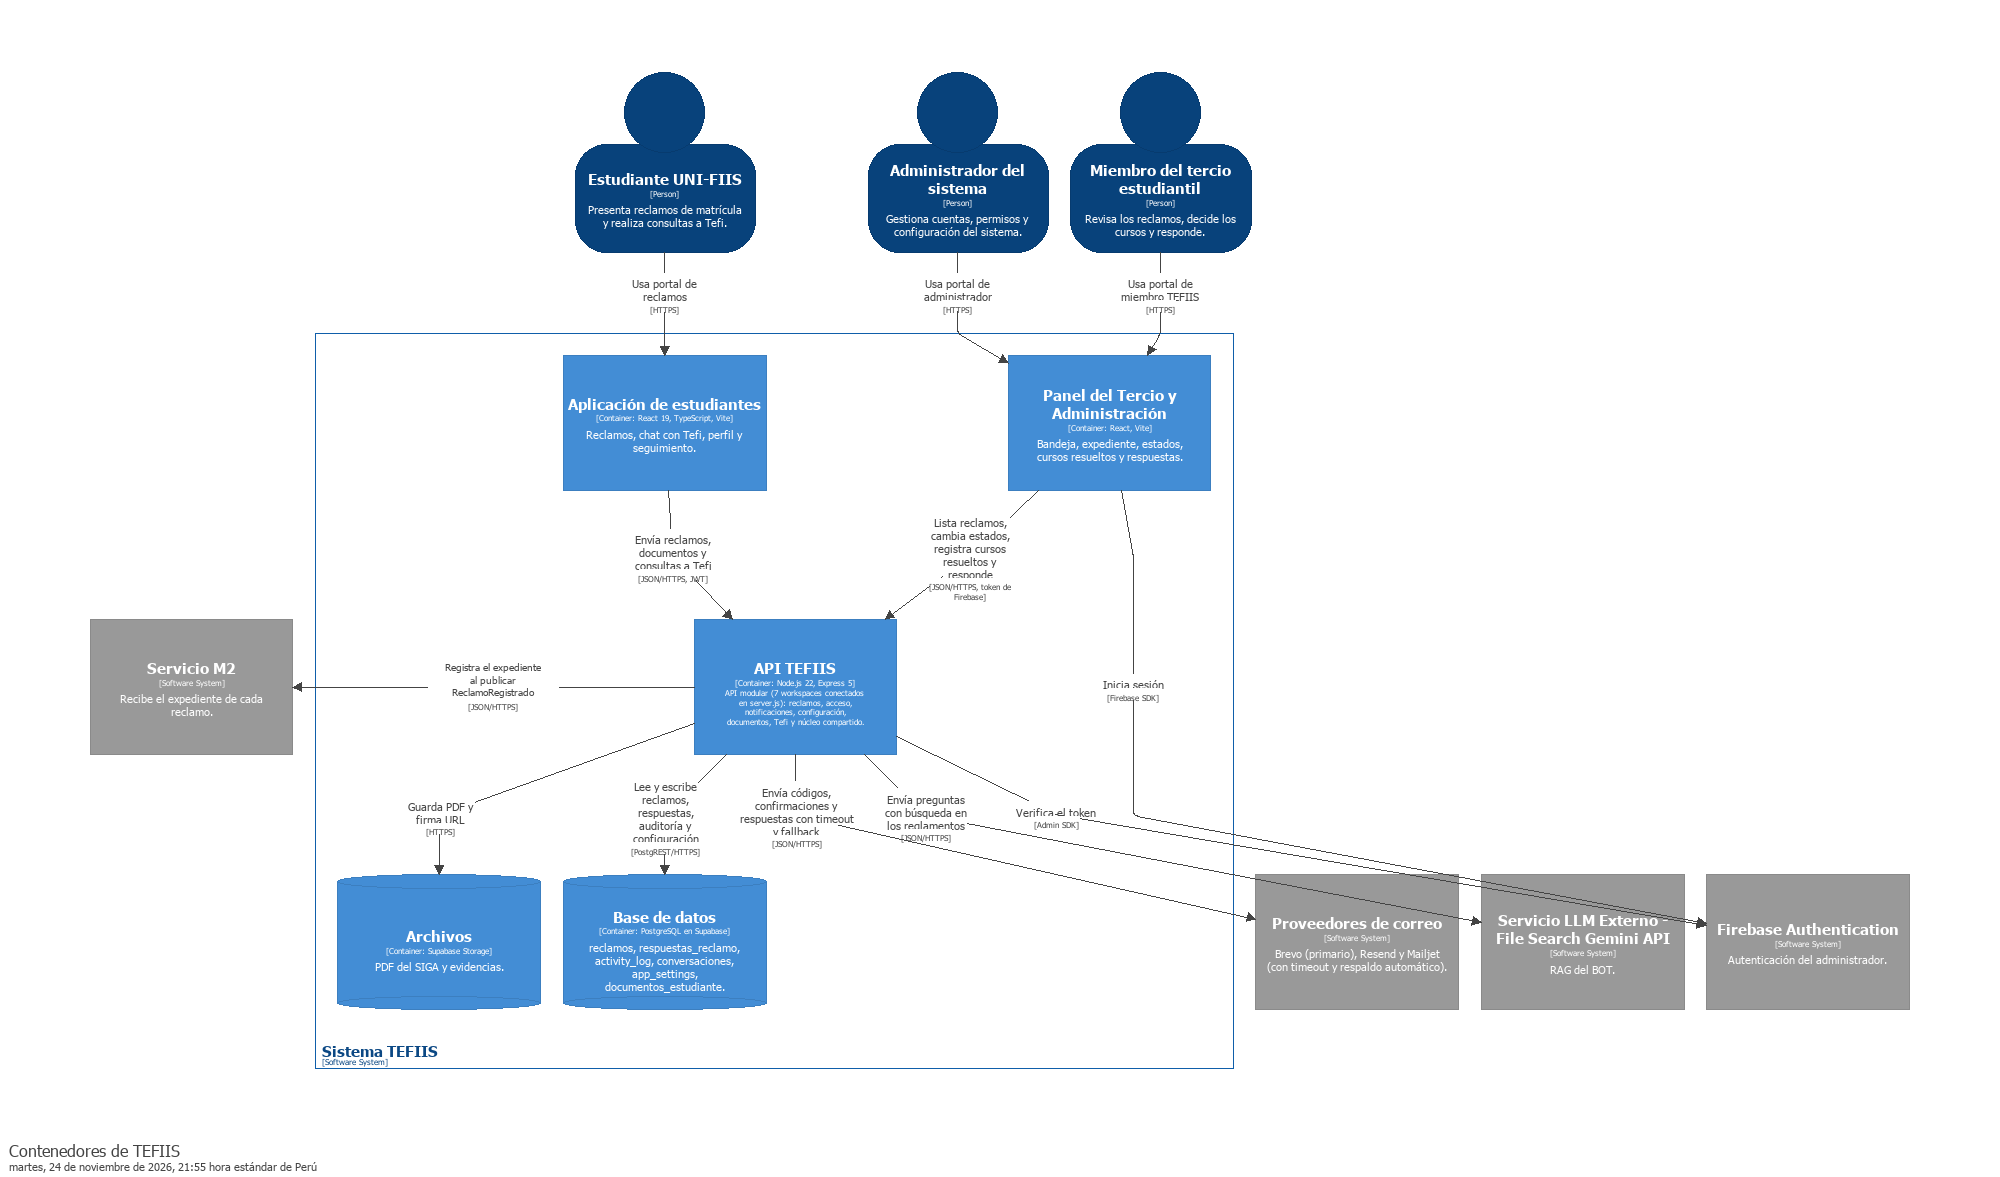 Estudiante UNI-FIIS
[Person]
Presenta reclamos de matrícula
y realiza consultas a Tefi.
Administrador del
sistema
[Person]
Gestiona cuentas, permisos y
configuración del sistema.
Miembro del tercio
estudiantil
[Person]
Revisa los reclamos, decide los
cursos y responde.
Usa portal de
reclamos
[HTTPS]
Usa portal de
administrador
[HTTPS]
Usa portal de
miembro TEFIIS
[HTTPS]
Aplicación de estudiantes
[Container: React 19, TypeScript, Vite]
Reclamos, chat con Tefi, perfil y
seguimiento.
Panel del Tercio y
Administración
[Container: React, Vite]
Bandeja, expediente, estados,
cursos resueltos y respuestas.
Envía reclamos,
documentos y
consultas a Tefi
[JSON/HTTPS, JWT]
Lista reclamos,
cambia estados,
registra cursos
resueltos y
responde
[JSON/HTTPS, token de
Firebase]
Servicio M2
[Software System]
Recibe el expediente de cada
reclamo.
Registra el expediente
al publicar
ReclamoRegistrado
[JSON/HTTPS]
API TEFIIS
[Container: Node.js 22, Express 5]
API modular (7 workspaces conectados
en server.js): reclamos, acceso,
notificaciones, configuración,
documentos, Tefi y núcleo compartido.
Inicia sesión
[Firebase SDK]
Guarda PDF y
firma URL
[HTTPS]
Lee y escribe
reclamos,
respuestas,
auditoría y
configuración
[PostgREST/HTTPS]
Envía códigos,
confirmaciones y
respuestas con timeout
y fallback
[JSON/HTTPS]
Envía preguntas
con búsqueda en
los reglamentos
[JSON/HTTPS]
Verifica el token
[Admin SDK]
Archivos
[Container: Supabase Storage]
PDF del SIGA y evidencias.
Base de datos
[Container: PostgreSQL en Supabase]
reclamos, respuestas_reclamo,
activity_log, conversaciones,
app_settings,
documentos_estudiante.
Proveedores de correo
[Software System]
Brevo (primario), Resend y Mailjet
(con timeout y respaldo automático).
Servicio LLM Externo -
File Search Gemini API
[Software System]
RAG del BOT.
Firebase Authentication
[Software System]
Autenticación del administrador.
Sistema TEFIIS
[Software System]
Contenedores de TEFIIS
martes, 24 de noviembre de 2026, 21:55 hora estándar de Perú